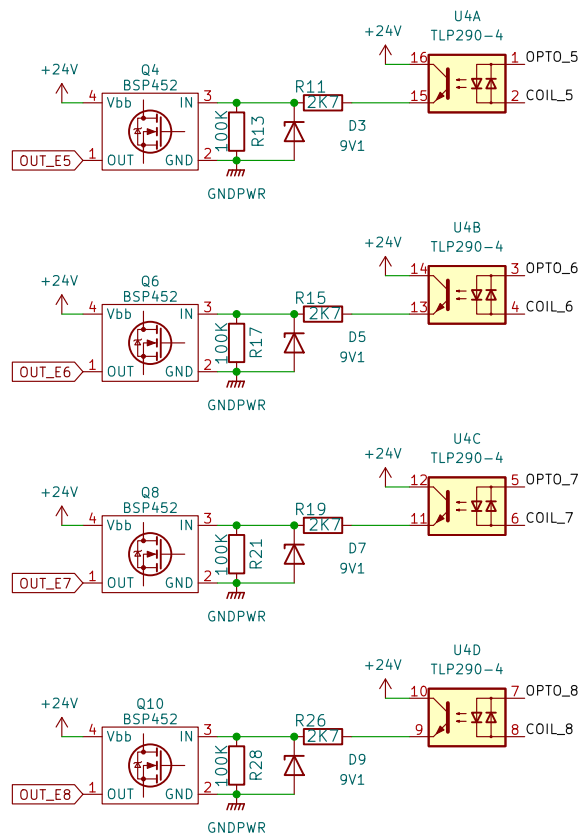 U4A
TLP290-4
+24V
16
1
OPTO_5
15
2
COIL_5
+24V
Q4
BSP452
4
Vbb
IN
3
R11
2K7
100K
R13
D3
9V1
OUT_E5
1
OUT
GND
2
GNDPWR
U4B
TLP290-4
+24V
14
3
OPTO_6
13
4
COIL_6
+24V
Q6
BSP452
4
Vbb
IN
3
R15
2K7
100K
R17
D5
9V1
OUT_E6
1
OUT
GND
2
GNDPWR
U4C
TLP290-4
+24V
12
5
OPTO_7
11
6
COIL_7
+24V
Q8
BSP452
4
Vbb
IN
3
R19
2K7
100K
R21
D7
9V1
OUT_E7
1
OUT
GND
2
GNDPWR
U4D
TLP290-4
+24V
10
7
OPTO_8
9
8
COIL_8
+24V
Q10
BSP452
4
Vbb
IN
3
R26
2K7
100K
R28
D9
9V1
OUT_E8
1
OUT
GND
2
GNDPWR